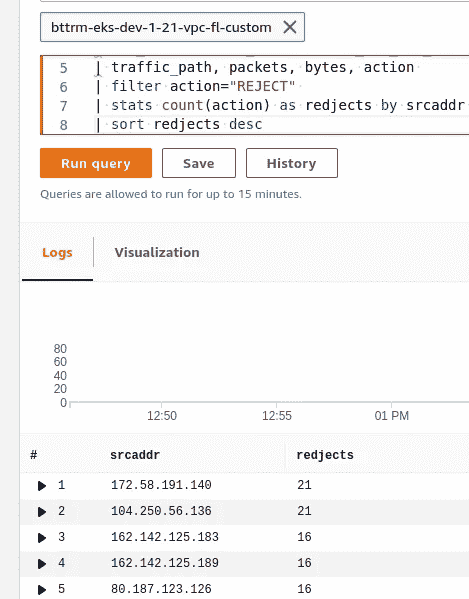 bttrm-eks-dev-1-21-vpc-fl-custom
5 | traffic_path, packets, bytes, action
6 | filter action="REJECT"
7 | stats count(action) as redjects by srcaddr
8 | sort redjects desc
Run query Save History
Queries are allowed to run for up to 15 minutes.
Logs Visualization
80
60
40
20
0
12:50 12:55 01 PM
# srcaddr redjects
1 172.58.191.140 21
2 104.250.56.136 21
3 162.142.125.183 16
4 162.142.125.189 16
5 80.187.123.126 16